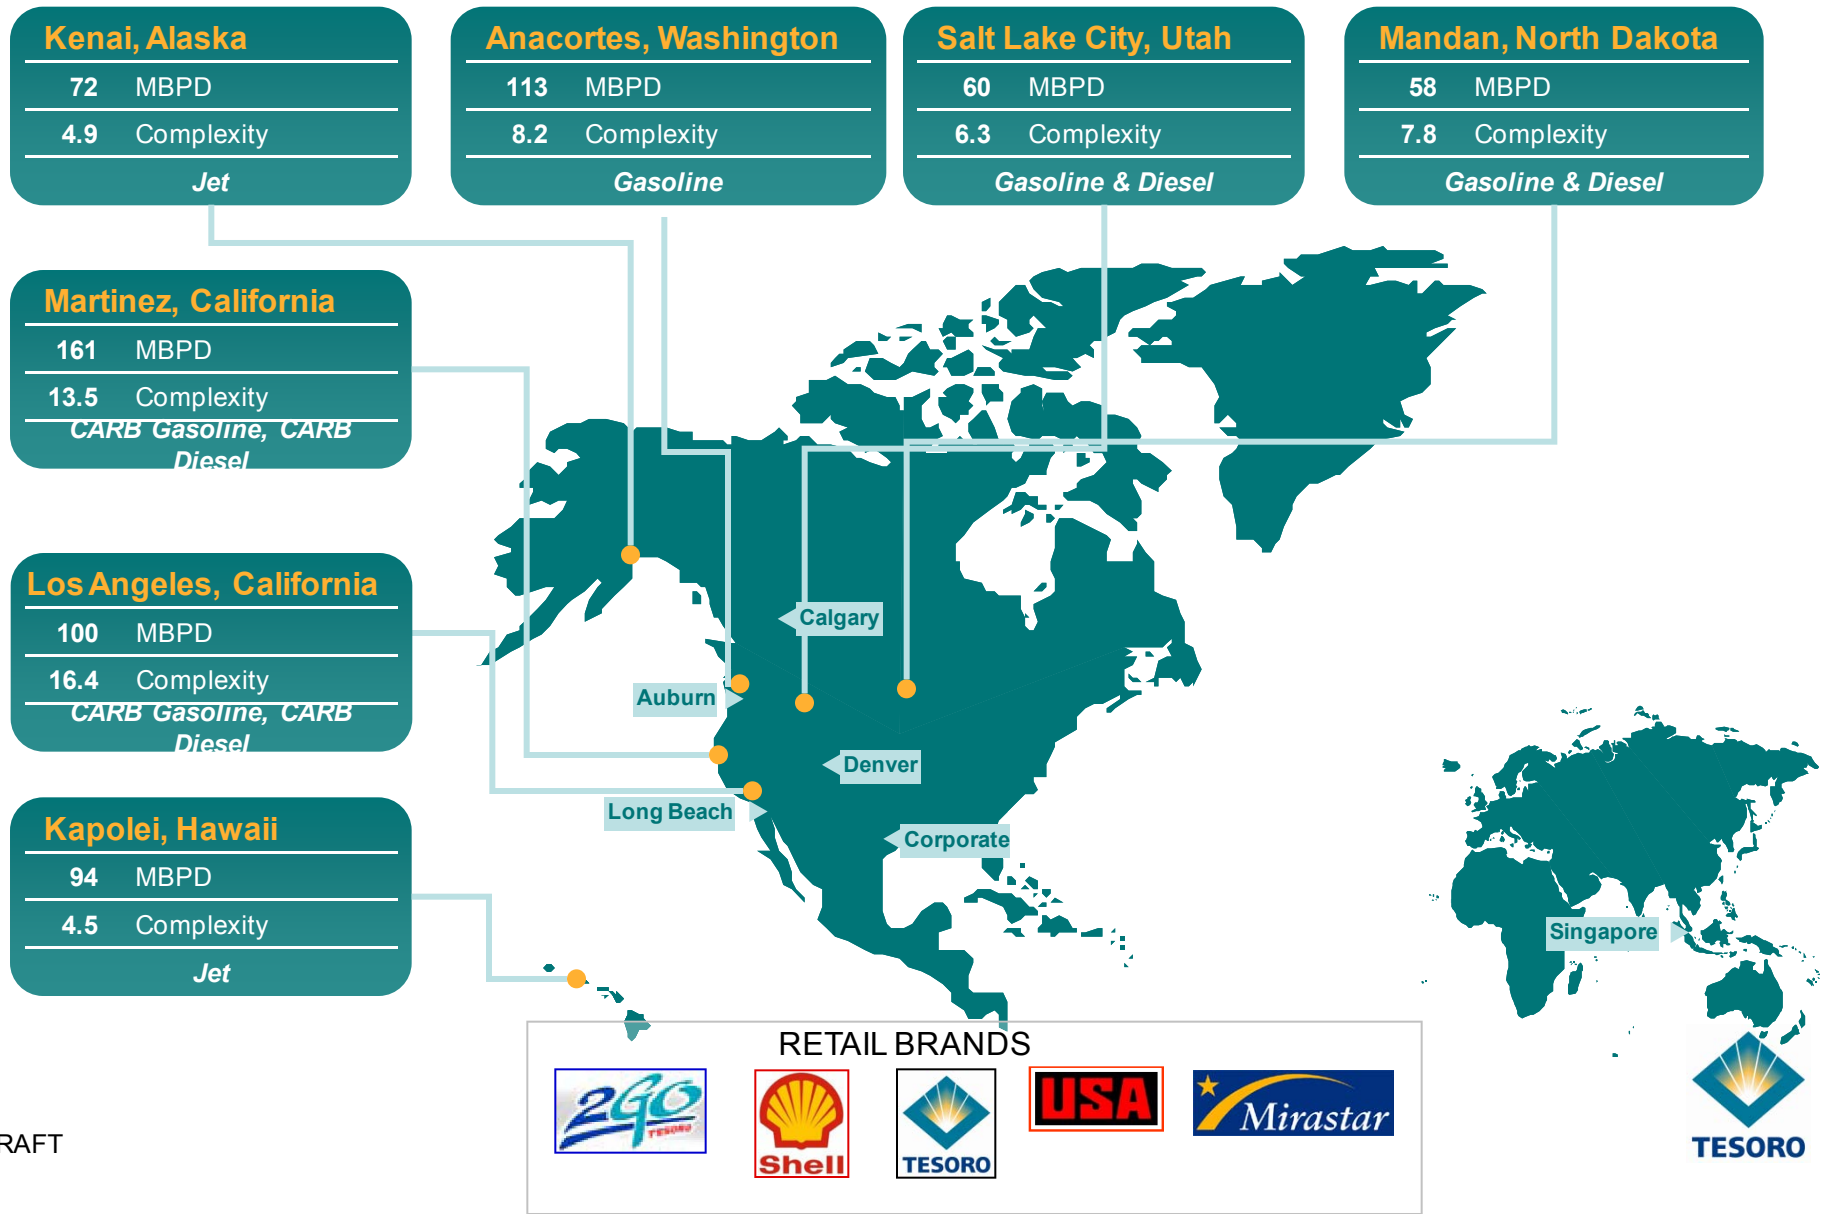 Kenai, Alaska
72 MBPD
4.9 Complexity
Jet
Anacortes, Washington
113 MBPD
8.2 Complexity
Gasoline
Salt Lake City, Utah
60 MBPD
6.3 Complexity
Gasoline & Diesel
Mandan, North Dakota
58 MBPD
7.8 Complexity
Gasoline & Diesel
Martinez, California
161 MBPD
13.5 Complexity
CARB Gasoline, CARB
Diesel
Los Angeles, California
100 MBPD
16.4 Complexity
CARB Gasoline, CARB
Diesel
Kapolei, Hawaii
94 MBPD
4.5 Complexity
Jet
Calgary
Auburn
Denver
Long Beach
Corporate
Singapore
RETAIL BRANDS
2GO
TESORO
Shell
TESORO
USA
Mirastar
TESORO
RAFT